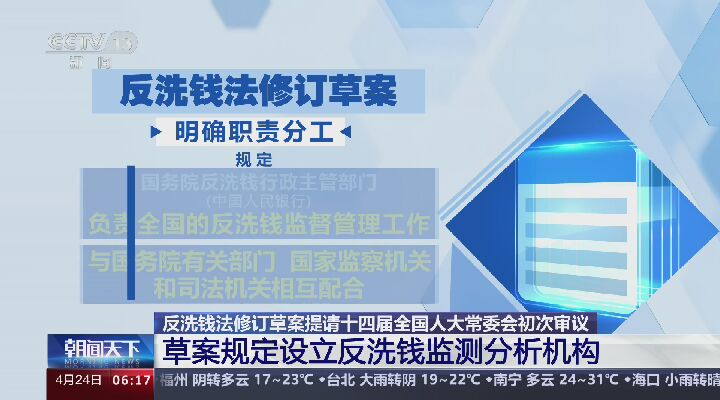 CCTV 13
新闻
反洗钱法修订草案
明确职责分工
规定
国务院反洗钱行政主管部门
(中国人民银行)
负责全国的反洗钱监督管理工作
与国务院有关部门 国家监察机关
和司法机关相互配合
反洗钱法修订草案提请十四届全国人大常委会初次审议
朝闻天下
MORNING NEWS
草案规定设立反洗钱监测分析机构
4月24日 06:17 福州 阴转多云 17~23℃ 台北 大雨转阴 19~22℃ 南宁 多云 24~31℃ 海口 小雨转晴